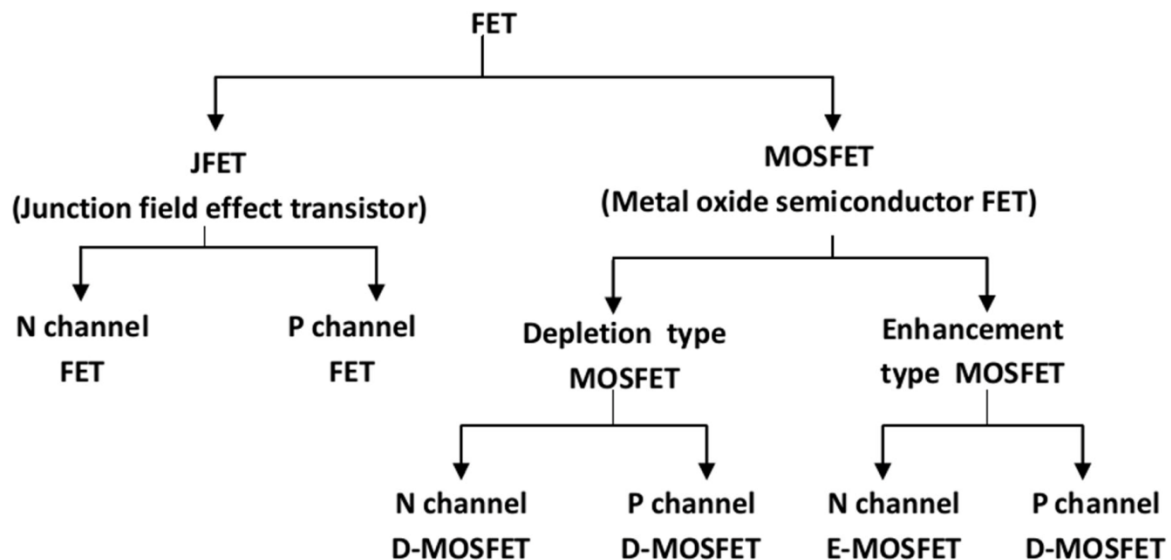 FET
JFET
(Junction field effect transistor)
MOSFET
(Metal oxide semiconductor FET)
N channel
FET
P channel
FET
Depletion type
MOSFET
Enhancement
type MOSFET
N channel
D-MOSFET
P channel
D-MOSFET
N channel
E-MOSFET
P channel
D-MOSFET